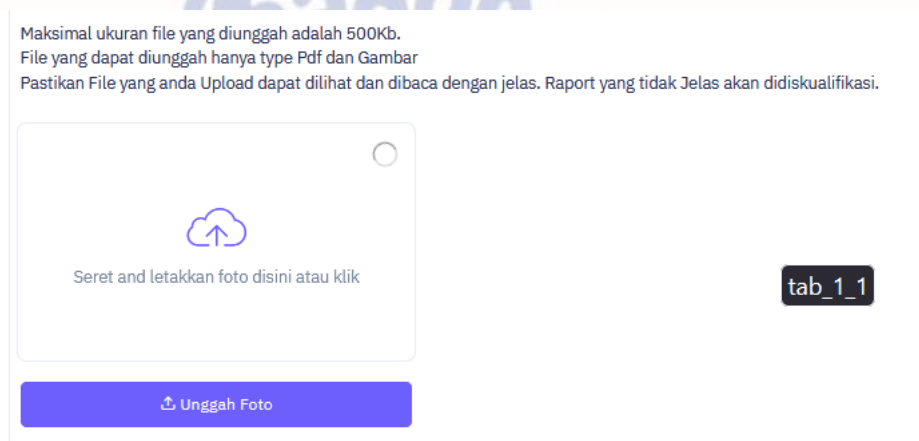 Maksimal ukuran file yang diunggah adalah 500Kb.
File yang dapat diunggah hanya type Pdf dan Gambar
Pastikan File yang anda Upload dapat dilihat dan dibaca dengan jelas. Raport yang tidak Jelas akan didiskualifikasi.
Seret and letakkan foto disini atau klik
tab_1_1
Unggah Foto